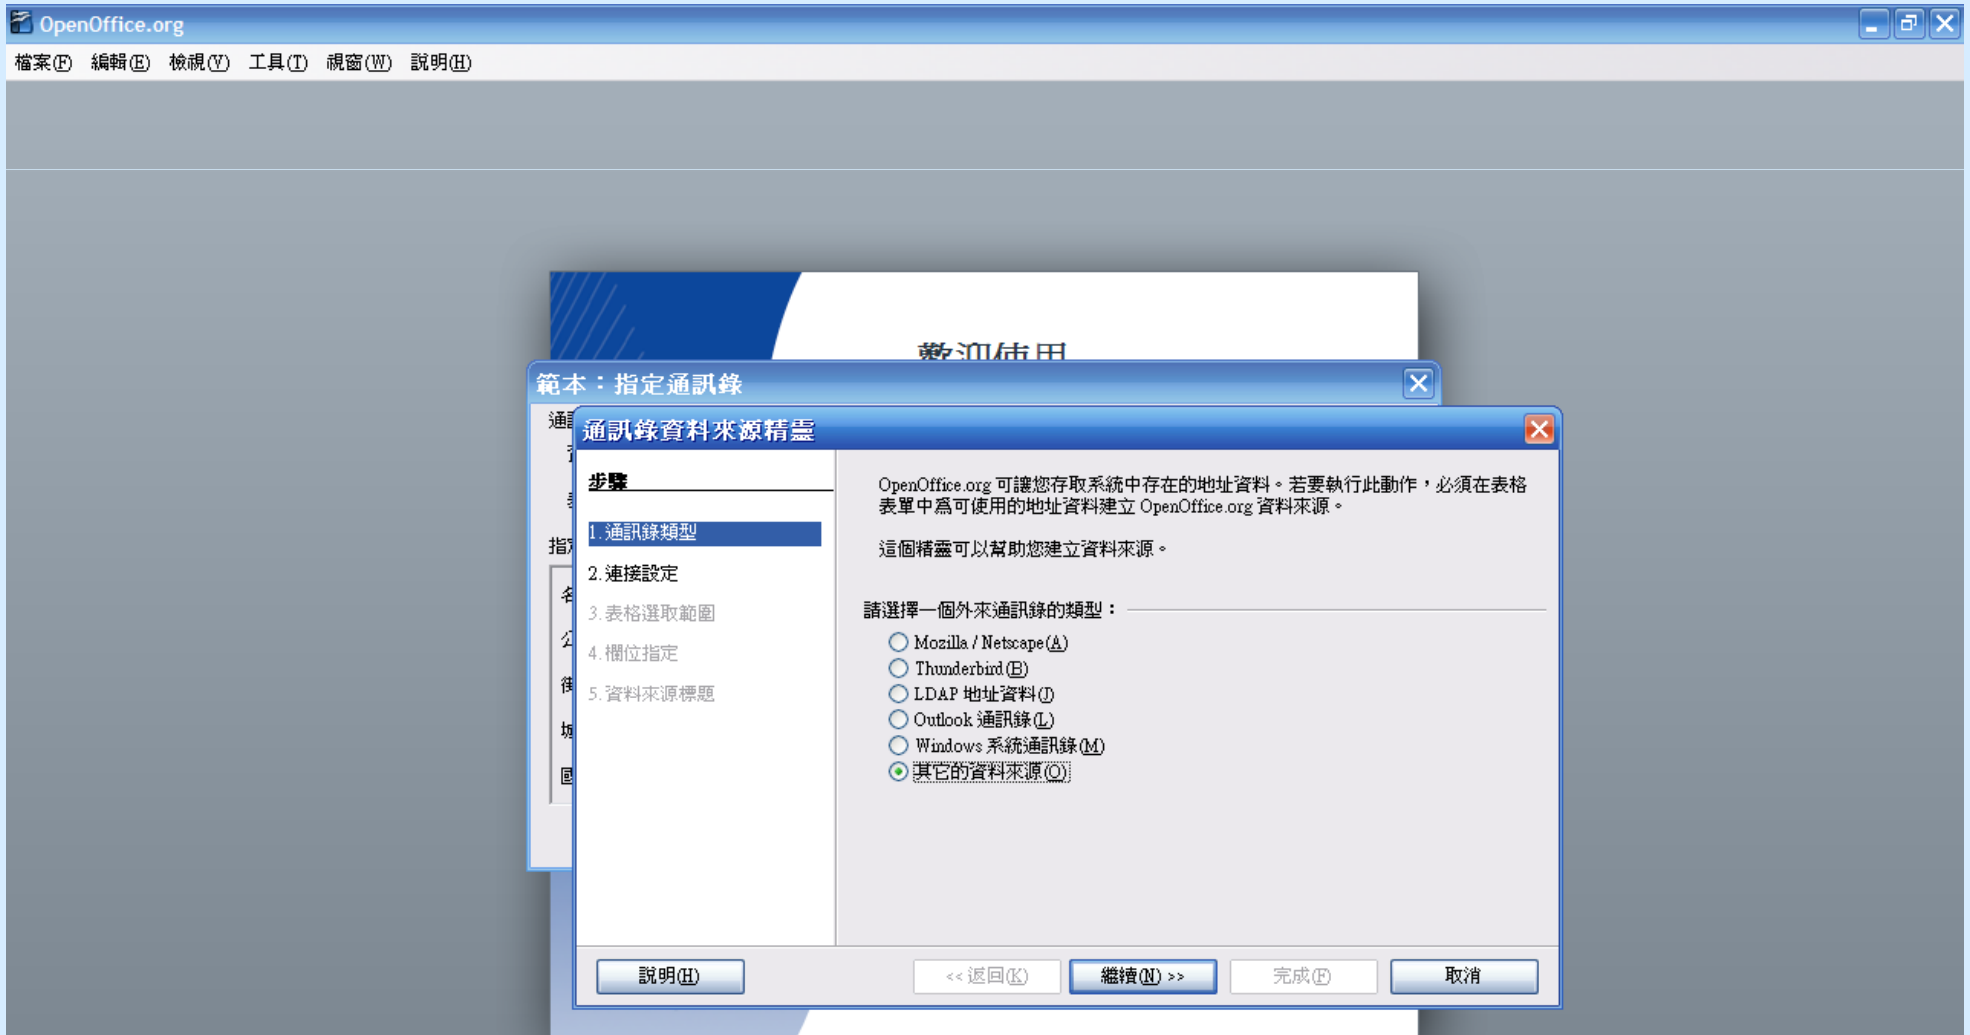 OpenOffice.org
檔案(F) 編輯(E) 檢視(V) 工具(T) 視窗(W) 說明(H)
歡迎使用
範本：指定通訊錄
通訊錄資料來源精靈
步驟
1.通訊錄類型
2.連接設定
3.表格選取範圍
4.欄位指定
5.資料來源標題
OpenOffice.org 可讓您存取系統中存在的地址資料。若要執行此動作，必須在表格
表單中為可使用的地址資料建立 OpenOffice.org 資料來源。
這個精靈可以幫助您建立資料來源。
請選擇一個外來通訊錄的類型：
Mozilla / Netscape(A)
Thunderbird(B)
LDAP 地址資料(J)
Outlook 通訊錄(L)
Windows 系統通訊錄(M)
其它的資料來源(O)
說明(H) << 返回(K) 繼續(N) >> 完成(F) 取消